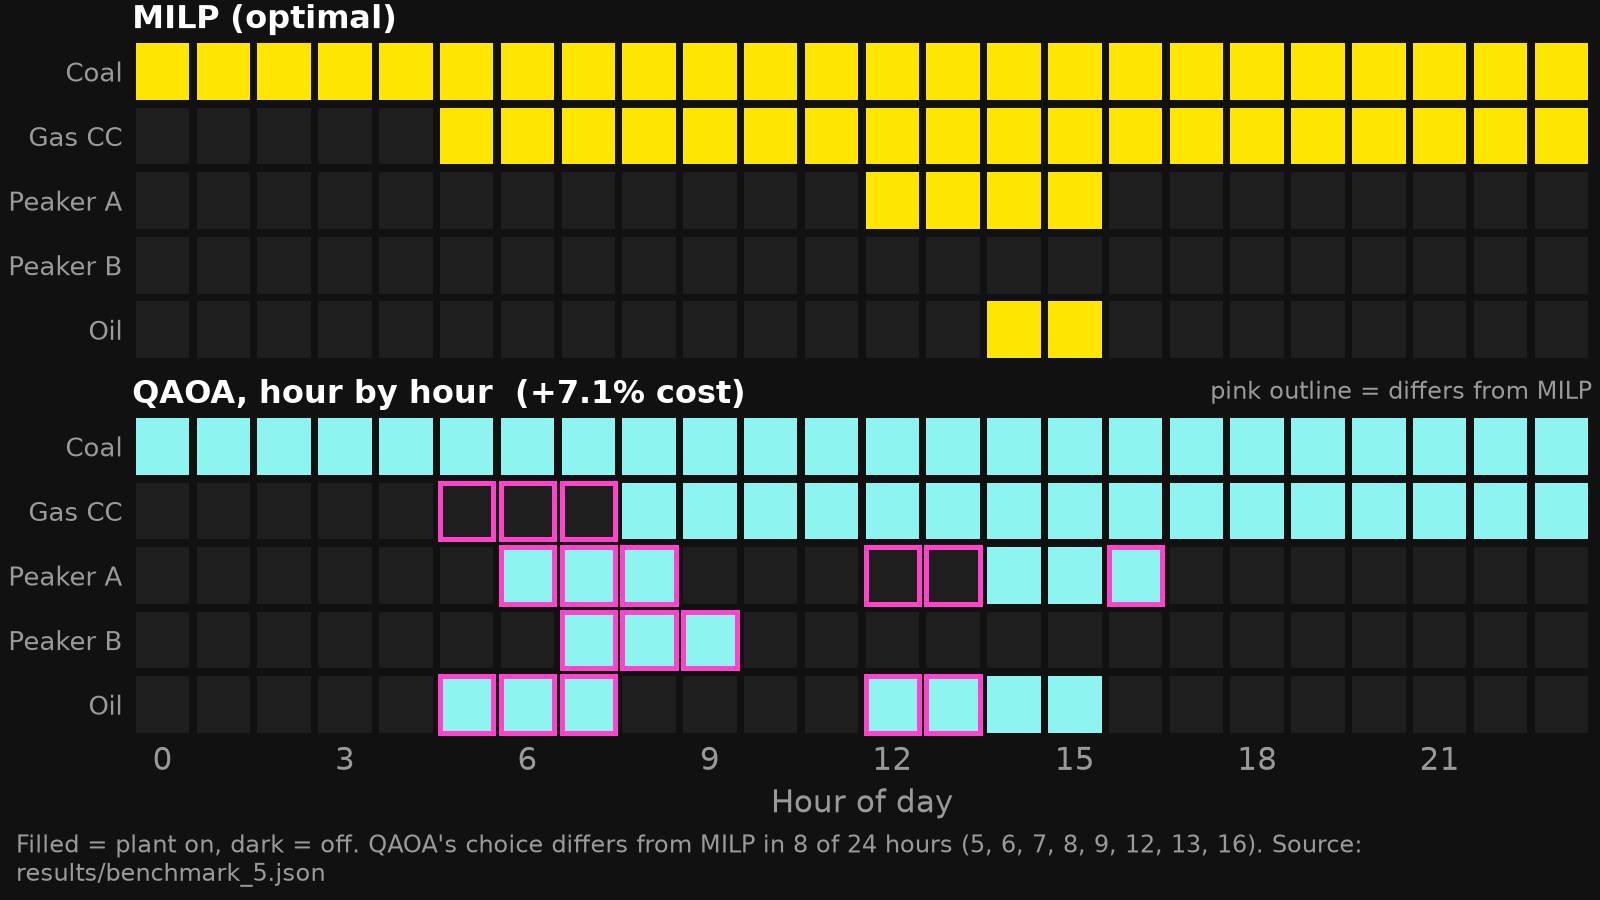 MILP (optimal)
Coal
Gas CC
Peaker A
Peaker B
Oil
QAOA, hour by hour  (+7.1% cost)
pink outline = differs from MILP
Coal
Gas CC
Peaker A
Peaker B
Oil
0 3 6 9 12 15 18 21
Hour of day
Filled = plant on, dark = off. QAOA's choice differs from MILP in 8 of 24 hours (5, 6, 7, 8, 9, 12, 13, 16). Source:
results/benchmark_5.json